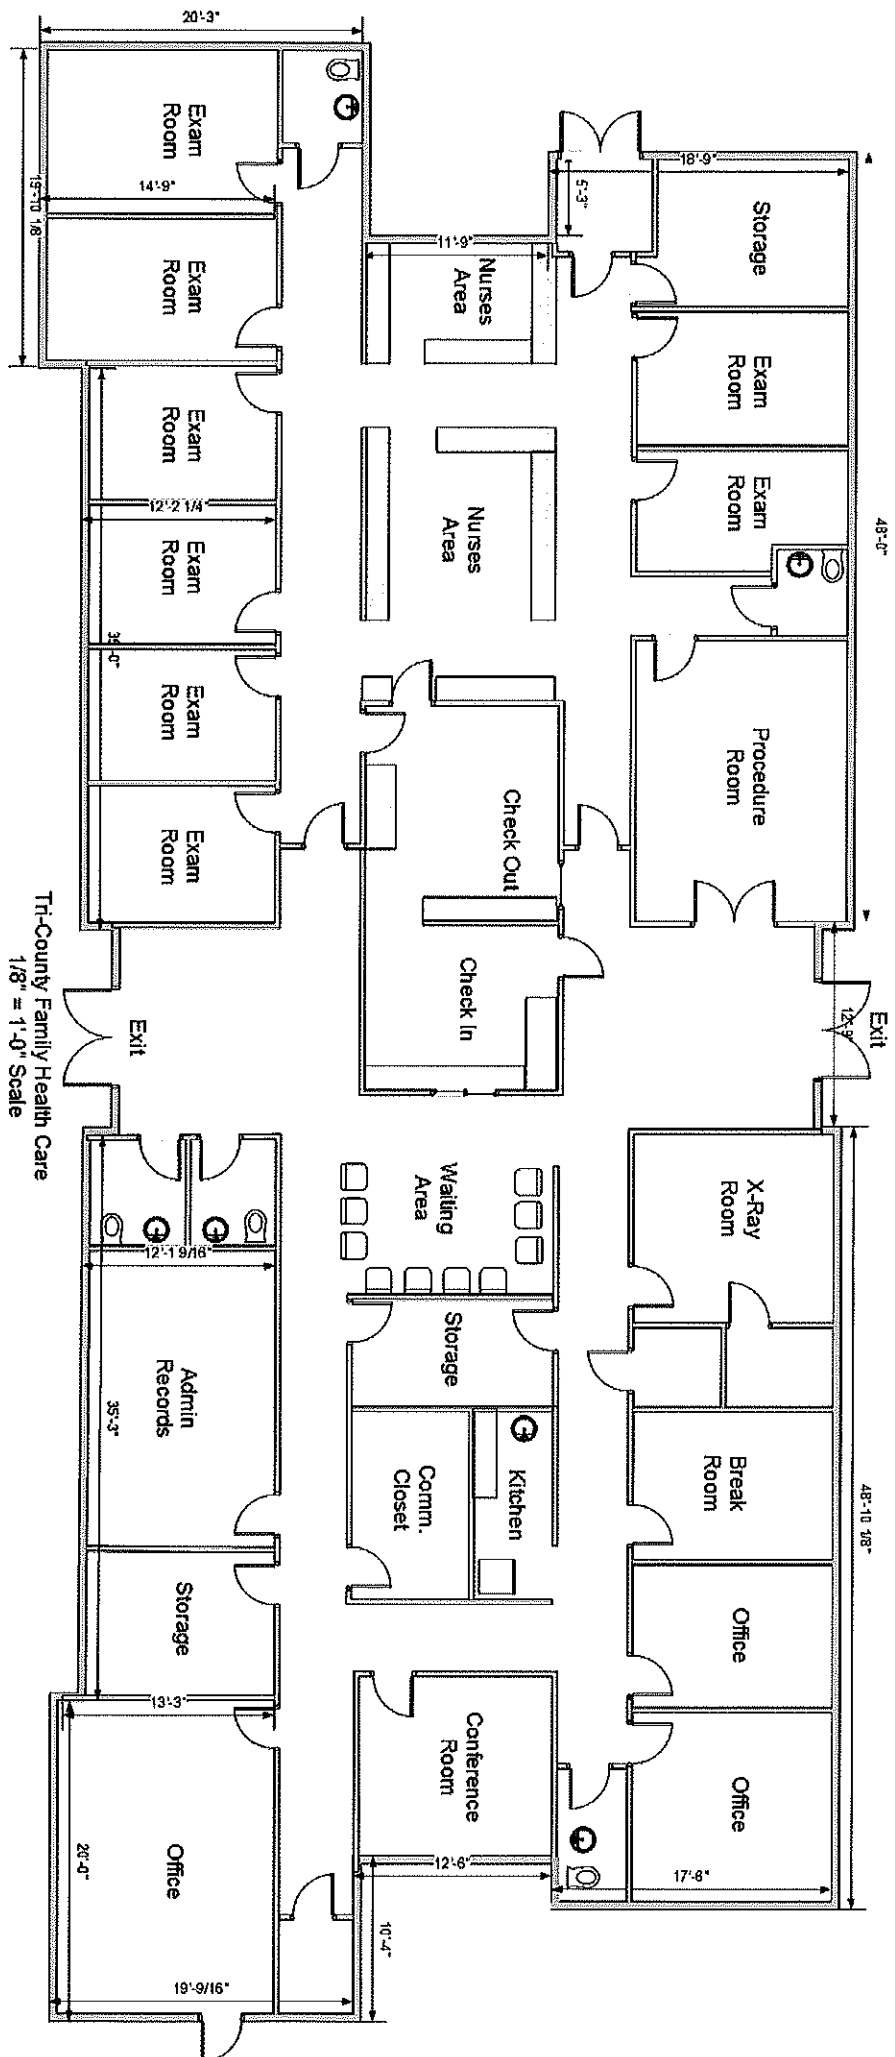 20'-3"
Exam
Room
14'-9"
19'-10 1/8"
18'-9"
5'-3"
Storage
11'-9"
Nurses
Area
Exam
Room
Exam
Room
Exam
Room
Exam
Room
48'-0"
12'-2 1/4"
Nurses
Area
Exam
Room
35'-0"
Exam
Room
Procedure
Room
Exam
Room
Check Out
Check In
Exit
12'-9"
Exit
Tri-County Family Health Care
1/8" = 1'-0" Scale
X-Ray
Room
Waiting
Area
12'-1 9/16"
Storage
Admin
Records
35'-3"
Comm.
Closet
Kitchen
Break
Room
48'-10 1/8"
Storage
Office
13'-3"
Conference
Room
Office
Office
20'-0"
12'-6"
17'-6"
10'-4"
19'-9/16"